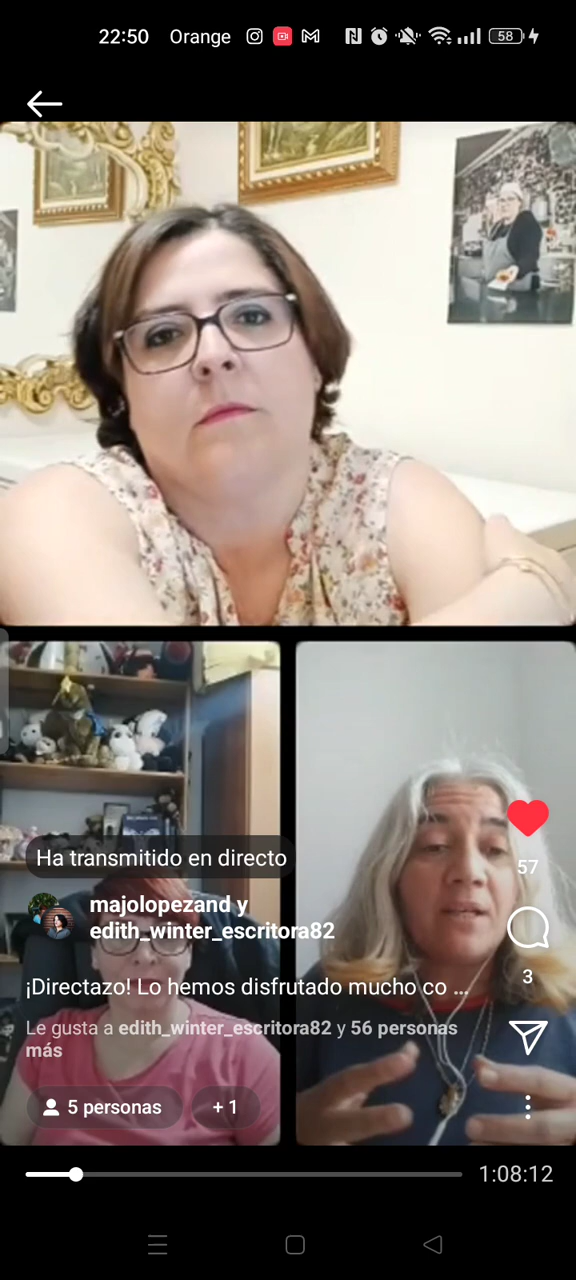 22:50 Orange 58
Ha transmitido en directo
57
majolopezand y
edith_winter_escritora82
3
¡Directazo! Lo hemos disfrutado mucho co ...
Le gusta a edith_winter_escritora82 y 56 personas
más
5 personas +1
1:08:12